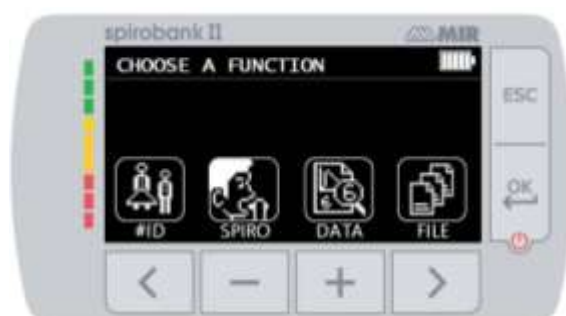 spirobank II
MIR
CHOOSE A FUNCTION
ESC
#ID SPIRO DATA FILE
OK
< − + >